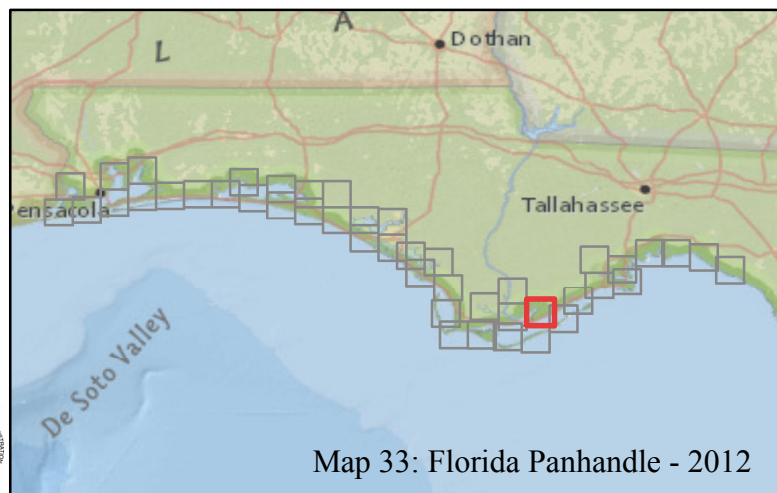 L A
Dothan
Pensacola
Tallahassee
De Soto Valley
Map 33: Florida Panhandle - 2012